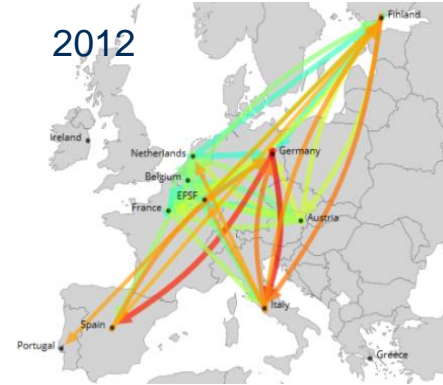 2012
Finland
Ireland
Netherlands
Germany
Belgium
EFSF
France
Austria
Italy
Spain
Portugal
Greece